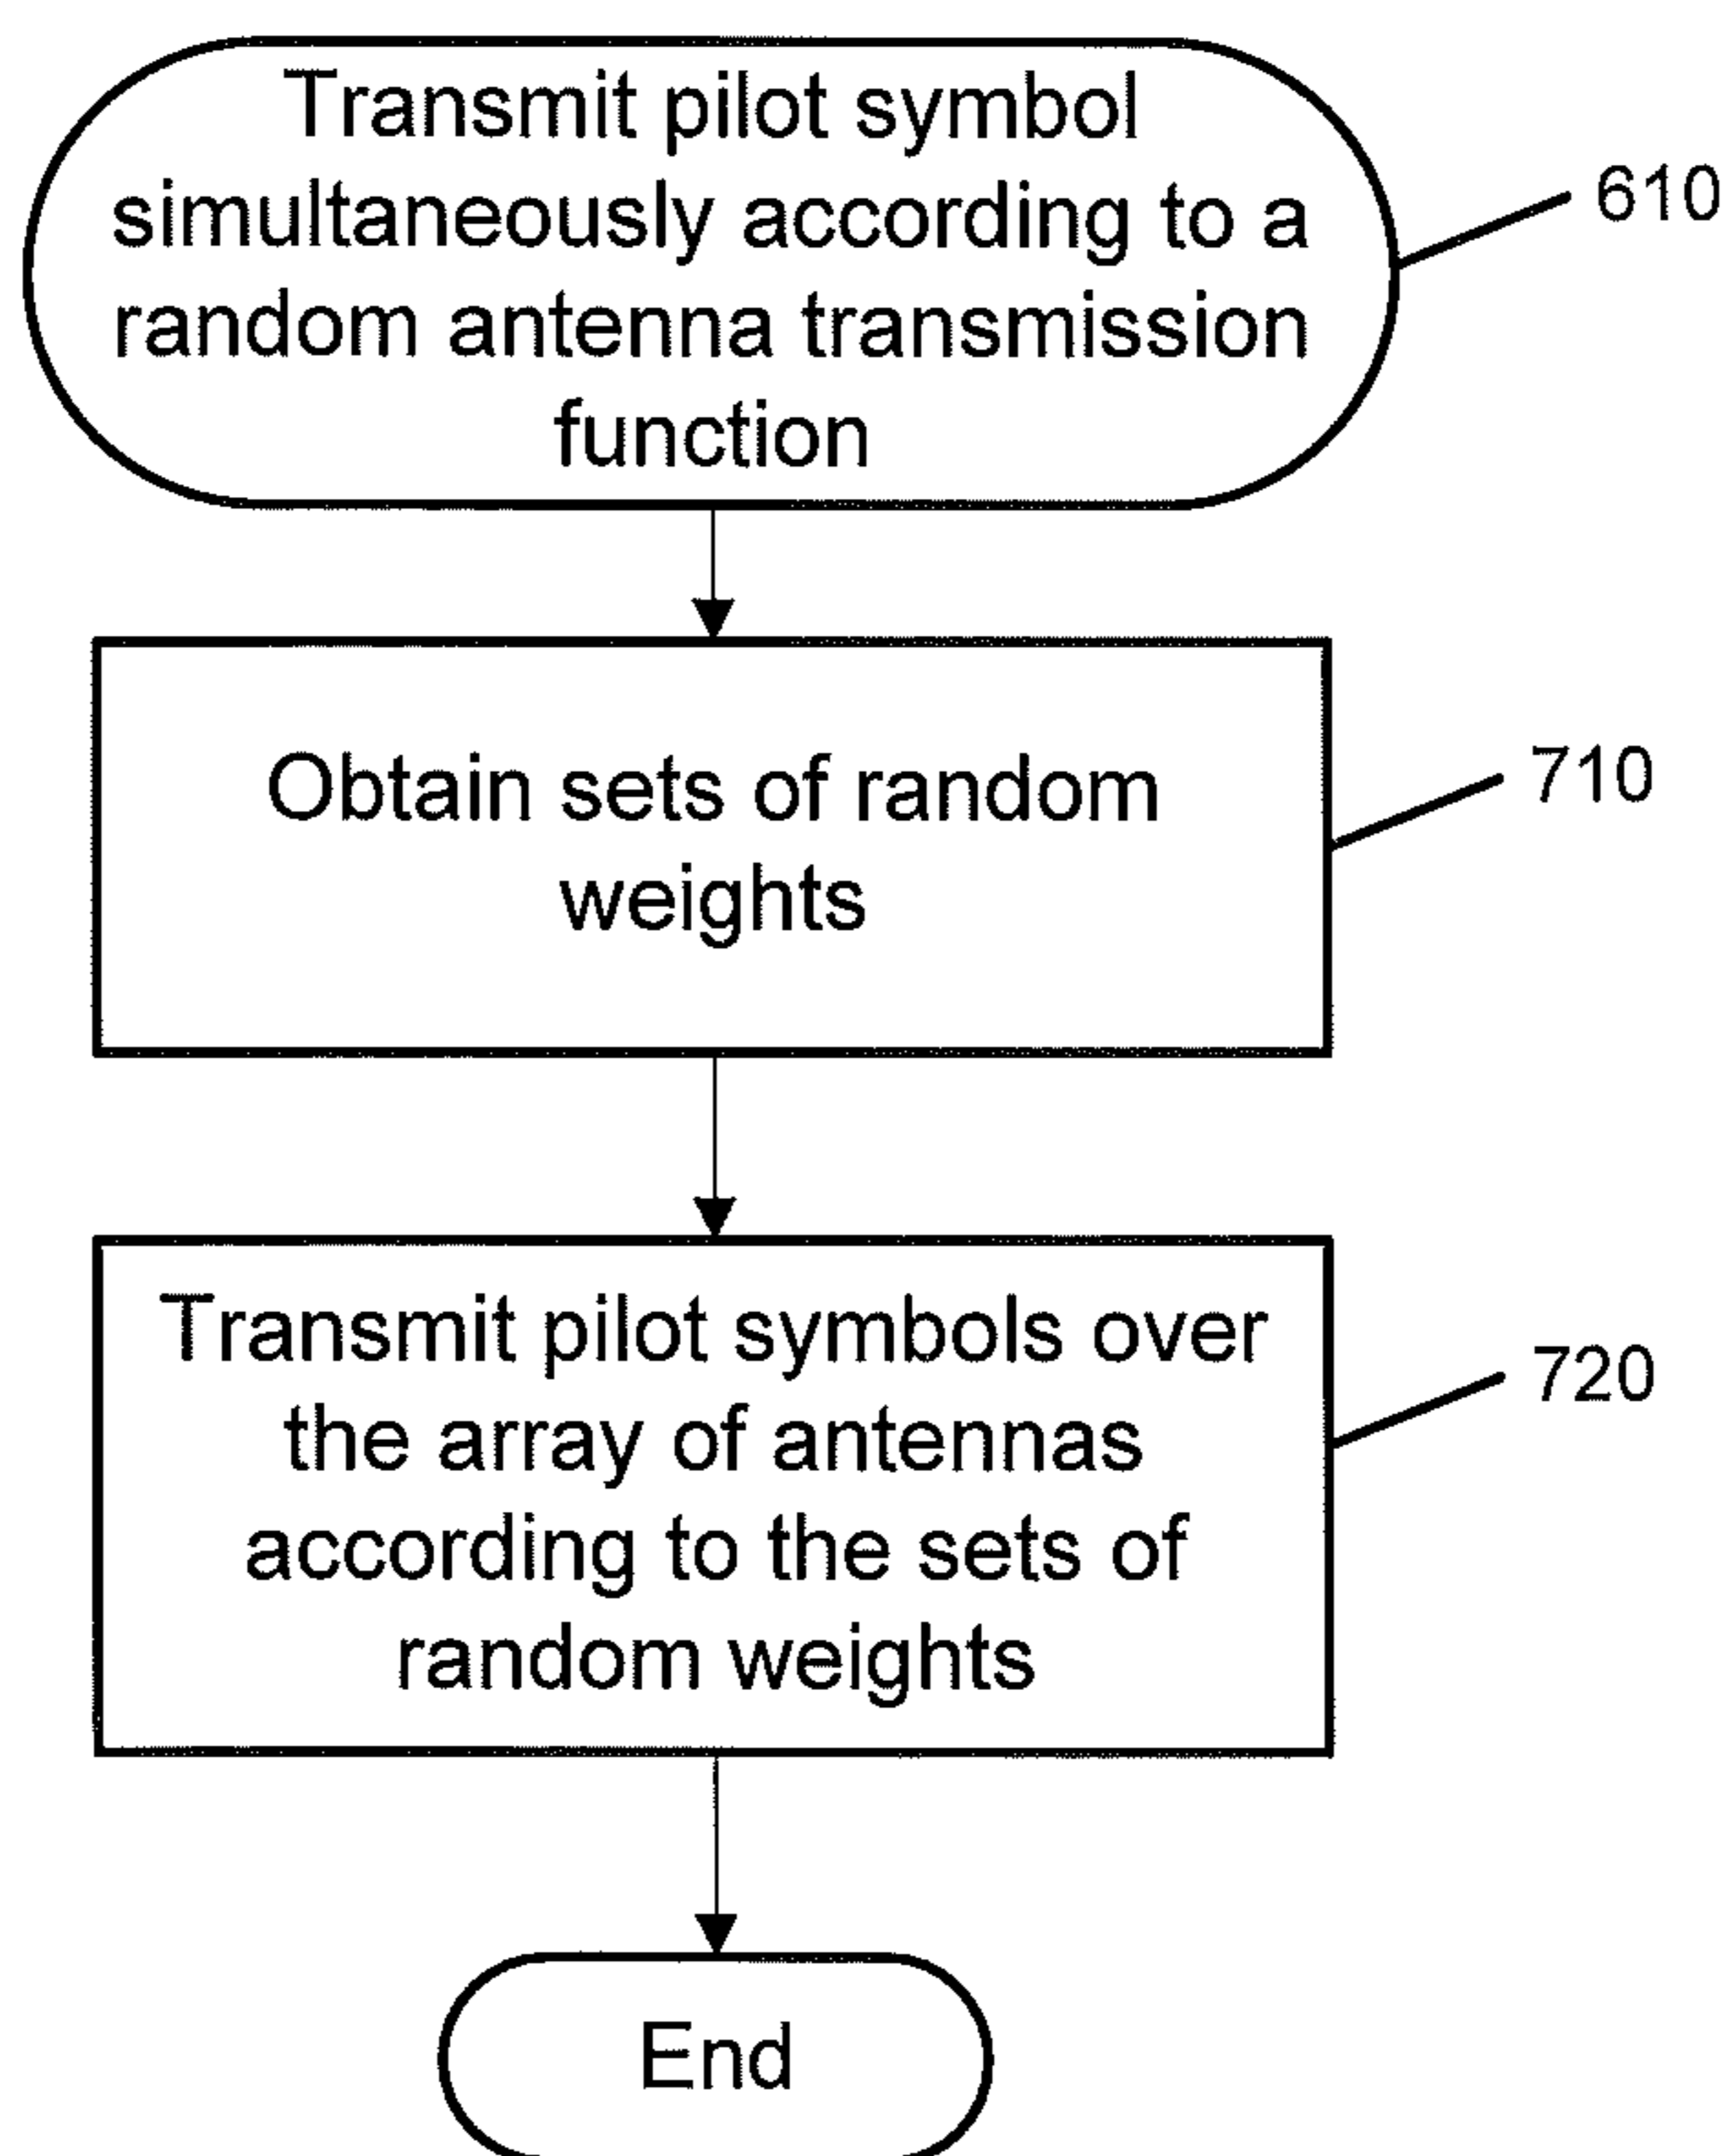 Transmit pilot symbol
simultaneously according to a
random antenna transmission
function
610
Obtain sets of random
weights
710
Transmit pilot symbols over
the array of antennas
according to the sets of
random weights
720
End